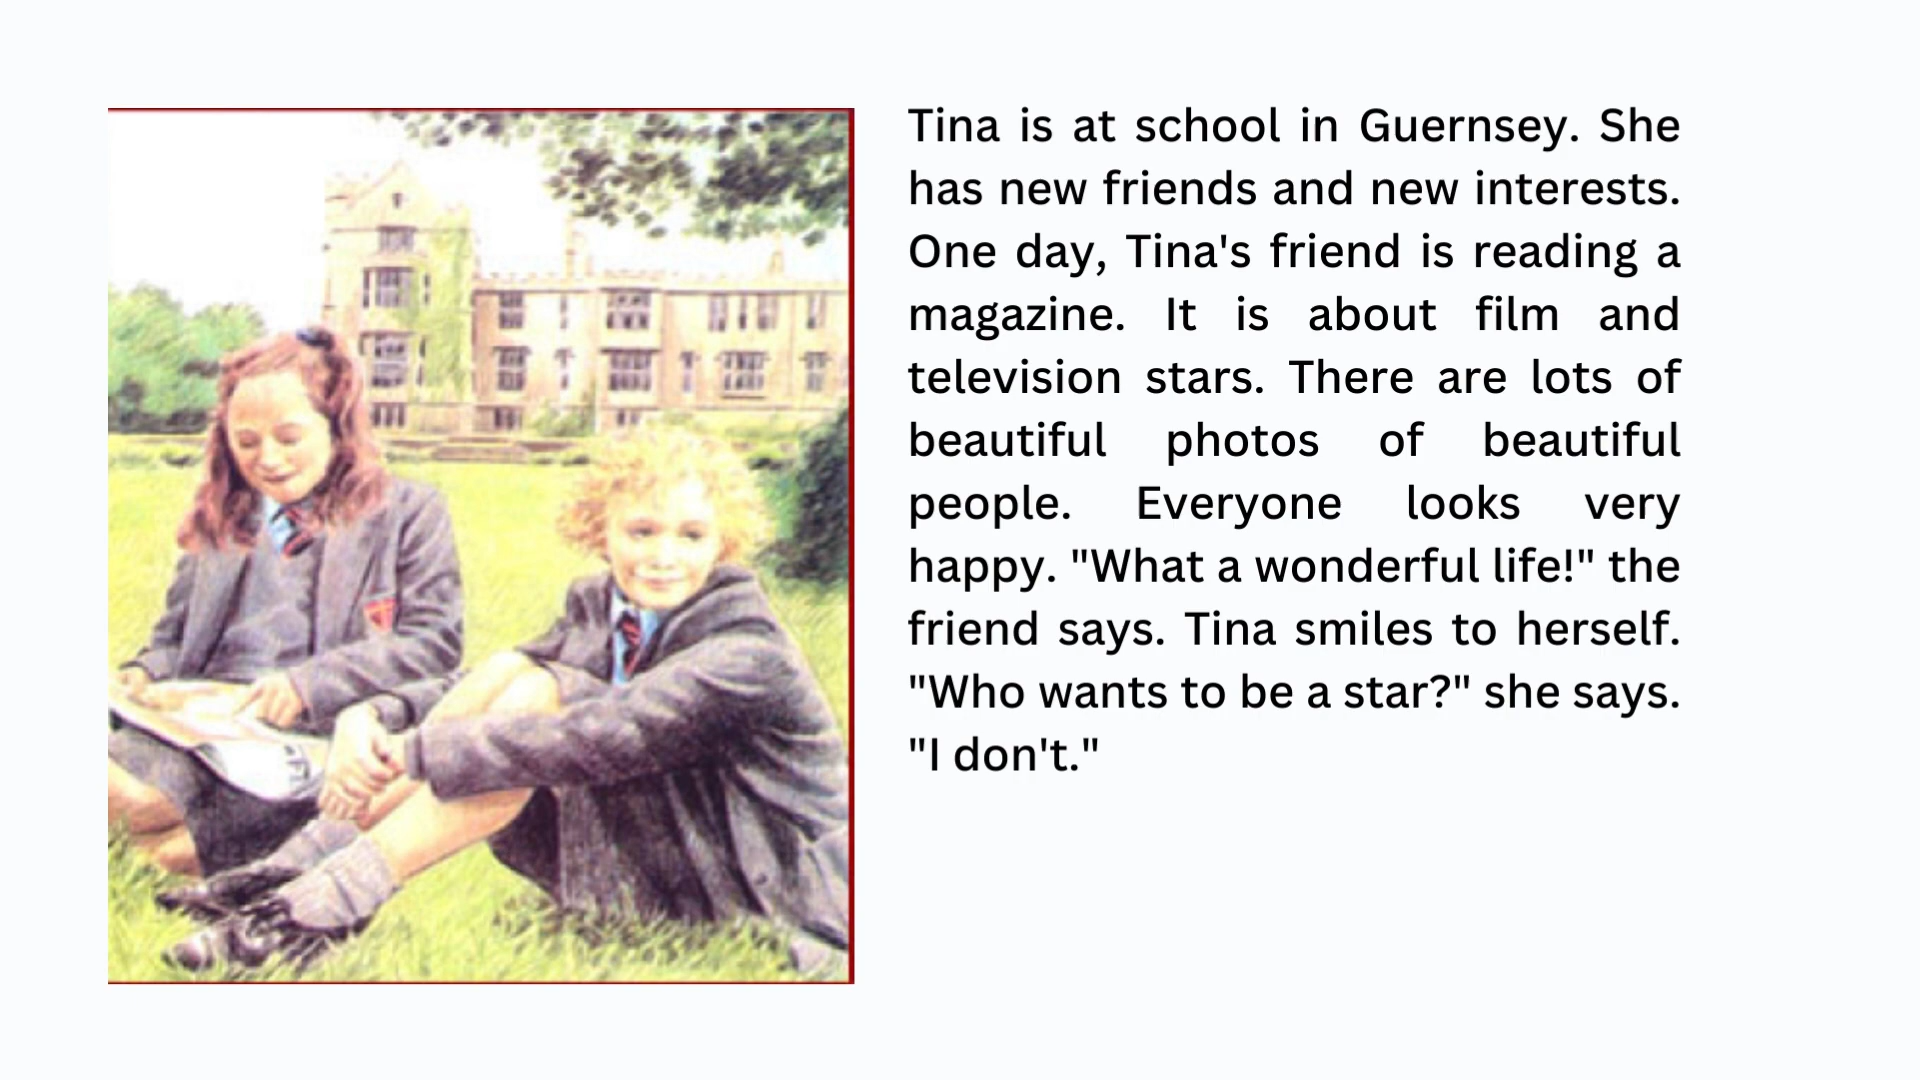 Tina is at school in Guernsey. She
has new friends and new interests.
One day, Tina's friend is reading a
magazine. It is about film and
television stars. There are lots of
beautiful photos of beautiful
people. Everyone looks very
happy. "What a wonderful life!" the
friend says. Tina smiles to herself.
"Who wants to be a star?" she says.
"I don't."